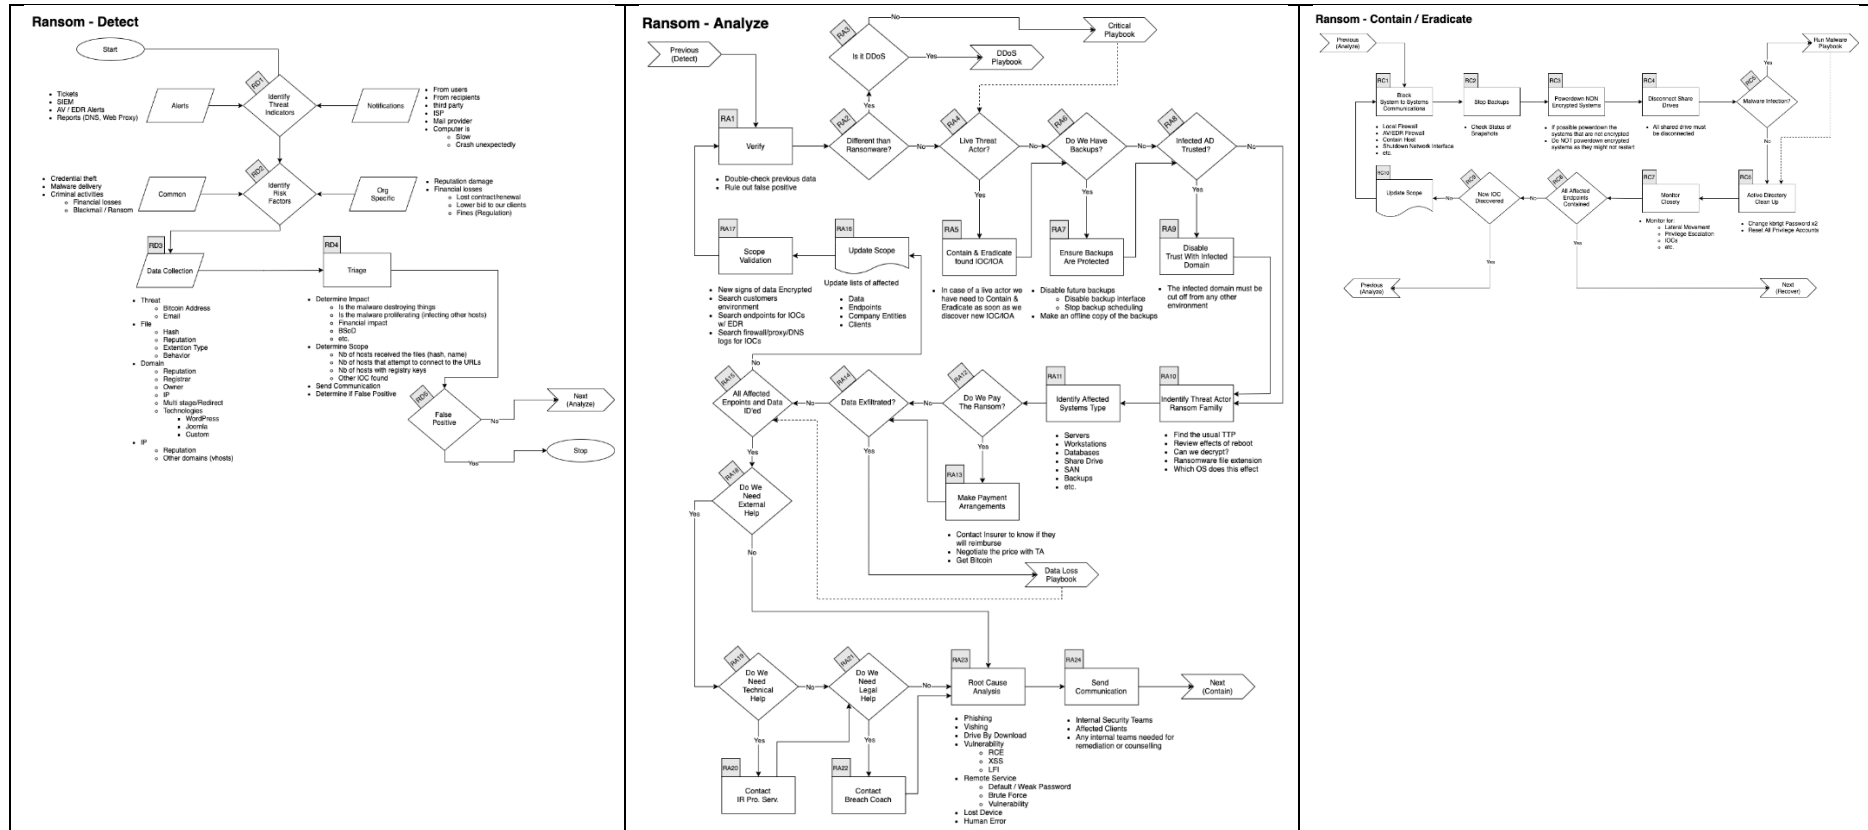 Ransom - Detect
Start
RD1
Identify
Threat
Indicators
Alerts
Tickets
SIEM
AV / EDR Alerts
Reports (DNS, Web Proxy)
Notifications
From users
From recipients
third party
ISP
Mail provider
Computer is
Slow
Crash unexpectedly
RD2
Identify
Risk
Factors
Common
Credential theft
Malware delivery
Criminal activities
Financial losses
Blackmail / Ransom
Org
Specific
Reputation damage
Financial losses
Lost contract/renewal
Lower bid to our clients
Fines (Regulation)
RD3
Data Collection
Threat
Bitcoin Address
Email
File
Hash
Reputation
Extention Type
Behavior
Domain
Reputation
Registrar
Owner
IP
Multi stage/Redirect
Technologies
WordPress
Joomla
Custom
IP
Reputation
Other domains (vhosts)
RD4
Triage
Determine Impact
Is the malware destroying things
Is the malware proliferating (infecting other hosts)
Financial impact
BSoD
etc.
Determine Scope
Nb of hosts received the files (hash, name)
Nb of hosts that attempt to connect to the URLs
Nb of hosts with registry keys
Other IOC found
Send Communication
Determine if False Positive
RD5
False
Positive
No
Next
(Analyze)
Yes
Stop
Ransom - Analyze
Previous
(Detect)
RA3
Is it DDoS
No
Critical
Playbook
Yes
DDoS
Playbook
Yes
RA1
Verify
Double-check previous data
Rule out false positive
RA2
Different than
Ransomware?
No
RA4
Live Threat
Actor?
No
Yes
RA6
Do We Have
Backups?
No
Yes
RA8
Infected AD
Trusted?
No
Yes
RA17
Scope
Validation
New signs of data Encrypted
Search customers
environment
Search endpoints for IOCs
w/ EDR
Search firewall/proxy/DNS
logs for IOCs
RA16
Update Scope
Update lists of affected
Data
Endpoints
Company Entities
Clients
RA5
Contain & Eradicate
found IOC/IOA
In case of a live actor we
have need to Contain &
Eradicate as soon as we
discover new IOC/IOA
RA7
Ensure Backups
Are Protected
Disable future backups
Disable backup interface
Stop backup scheduling
Make an offline copy of the backups
RA9
Disable
Trust With Infected
Domain
The infected domain must be
cut off from any other
environment
No
RA15
All Affected
Enpoints and Data
ID'ed
No
Yes
RA14
Data Exfiltrated?
No
Yes
RA12
Do We Pay
The Ransom?
Yes
RA11
Identify Affected
Systems Type
Servers
Workstations
Databases
Share Drive
SAN
Backups
etc.
RA10
Indentify Threat Actor
Ransom Familly
Find the usual TTP
Review effects of reboot
Can we decrypt?
Ransomware file extension
Which OS does this effect
RA13
Make Payment
Arrangements
Contact Insurer to know if they
will reimburse
Negotiate the price with TA
Get Bitcoin
Data Loss
Playbook
RA18
Do We
Need
External
Help
Yes
No
RA19
Do We
Need
Technical
Help
No
Yes
RA21
Do We
Need
Legal
Help
No
Yes
RA23
Root Cause
Analysis
Phishing
Vishing
Drive By Download
Vulnerability
RCE
XSS
LFI
Remote Service
Default / Weak Password
Brute Force
Vulnerability
Lost Device
Human Error
RA24
Send
Communication
Internal Security Teams
Affected Clients
Any internal teams needed for
remediation or counselling
Next
(Contain)
RA20
Contact
IR Pro. Serv.
RA22
Contact
Breach Coach
Ransom - Contain / Eradicate
Previous
(Analyze)
Run Malware
Playbook
Yes
RC1
Block
System to Systems
Communications
Local Firewall
AV/EDR Firewall
Contain Host
Shutdown Network Interface
etc.
RC2
Stop Backups
Check Status of
Snapshots
RC3
Powerdown NON
Encrypted Systems
If possible powerdown the
systems that are not encrypted
Do NOT powerdown encrypted
systems as they might not restart
RC4
Disconnect Share
Drives
All shared drive must
be disconnected
RC5
Malware Infection?
No
RC10
Update Scope
No
RC9
New IOC
Discovered
No
Yes
RC8
All Affected
Endpoints
Contained
Yes
RC7
Monitor
Closely
Monitor for:
Lateral Movement
Privilege Escalation
IOCs
etc.
RC6
Active Directory
Clean Up
Change krbtgt Password x2
Reset All Privilege Accounts
Previous
(Analyze)
Next
(Recover)